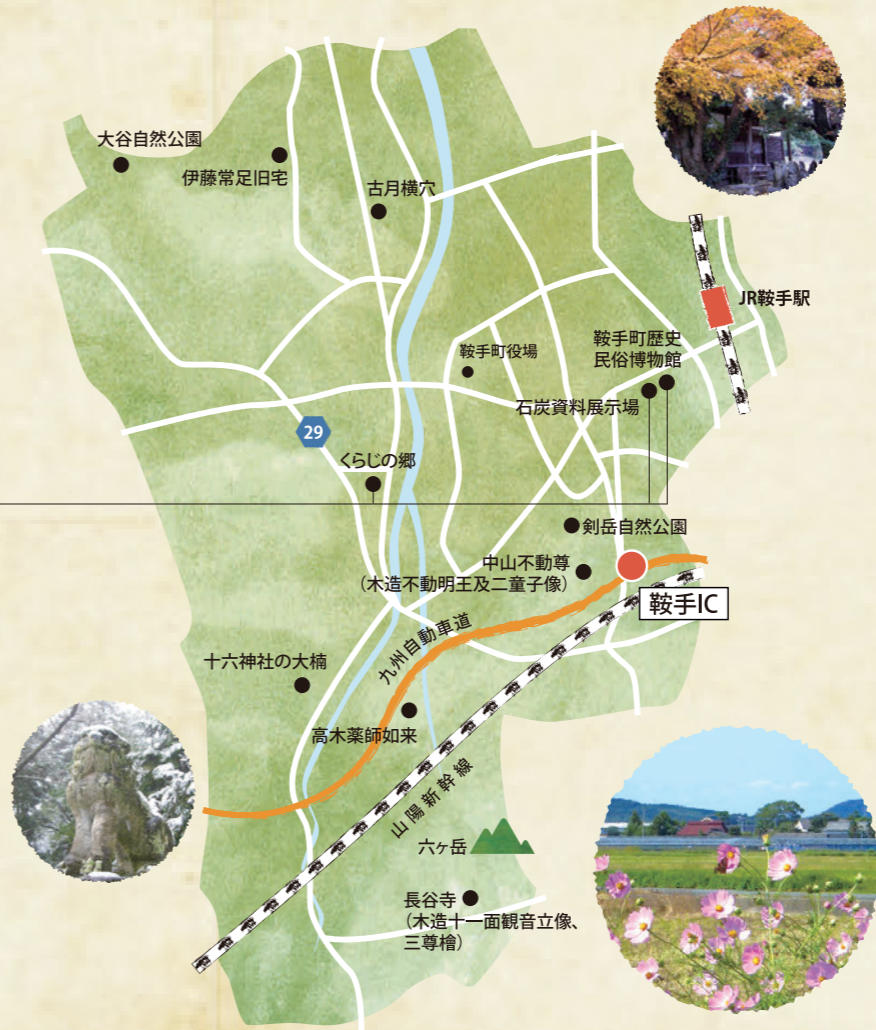 大谷自然公園
伊藤常足旧宅
古月横穴
JR鞍手駅
鞍手町歴史
民俗博物館
鞍手町役場
石炭資料展示場
29
くらじの郷
剣岳自然公園
中山不動尊
（木造不動明王及二童子像）
鞍手IC
九州自動車道
十六神社の大楠
高木薬師如来
山陽新幹線
六ヶ岳
長谷寺
（木造十一面観音立像、
三尊檜）